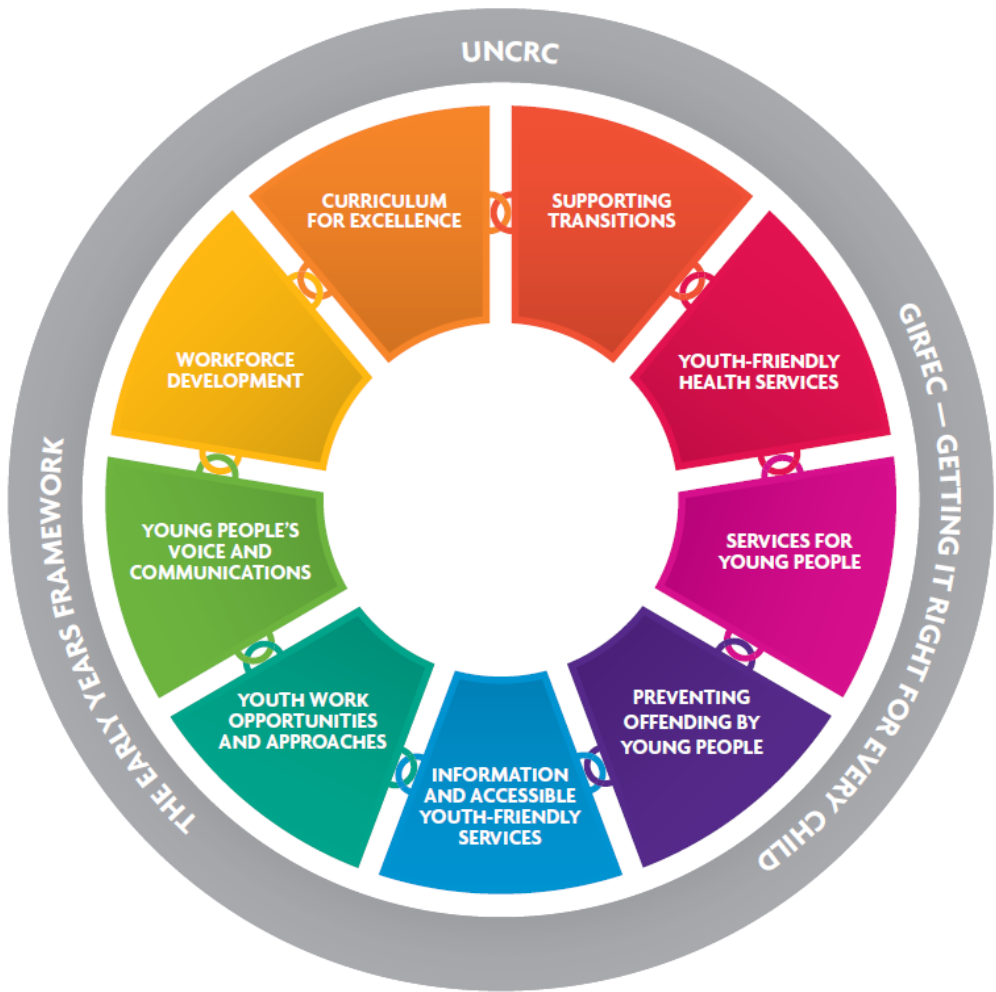 UNCRC
GIRFEC — GETTING IT RIGHT FOR EVERY CHILD
THE EARLY YEARS FRAMEWORK
CURRICULUM
FOR EXCELLENCE
SUPPORTING
TRANSITIONS
YOUTH-FRIENDLY
HEALTH SERVICES
SERVICES FOR
YOUNG PEOPLE
PREVENTING
OFFENDING BY
YOUNG PEOPLE
INFORMATION
AND ACCESSIBLE
YOUTH-FRIENDLY
SERVICES
YOUTH WORK
OPPORTUNITIES
AND APPROACHES
YOUNG PEOPLE'S
VOICE AND
COMMUNICATIONS
WORKFORCE
DEVELOPMENT